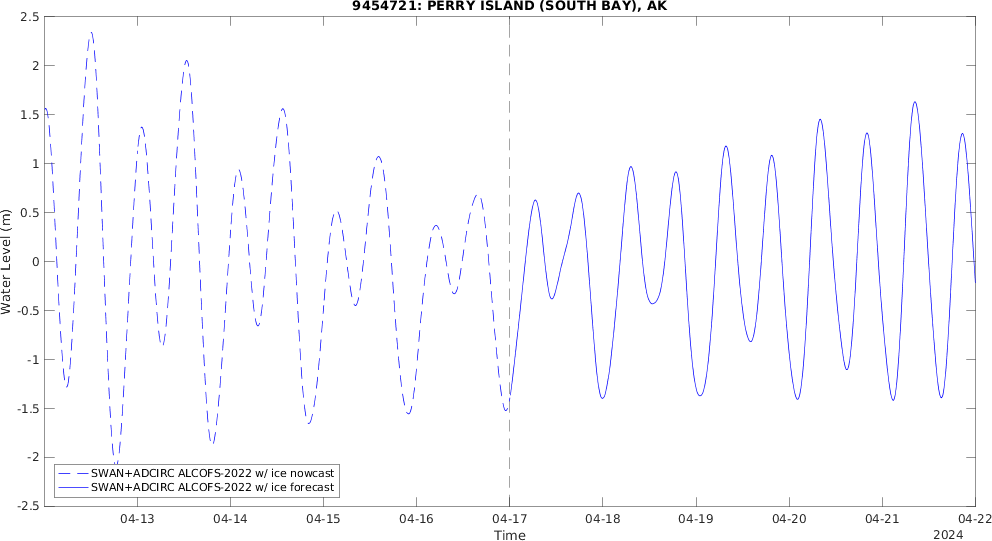 9454721: PERRY ISLAND (SOUTH BAY), AK
2.5
2
1.5
1
0.5
0
-0.5
-1
-1.5
-2
-2.5
Water Level (m)
SWAN+ADCIRC ALCOFS-2022 w/ ice nowcast
SWAN+ADCIRC ALCOFS-2022 w/ ice forecast
04-13 04-14 04-15 04-16 04-17 04-18 04-19 04-20 04-21 04-22
Time
2024